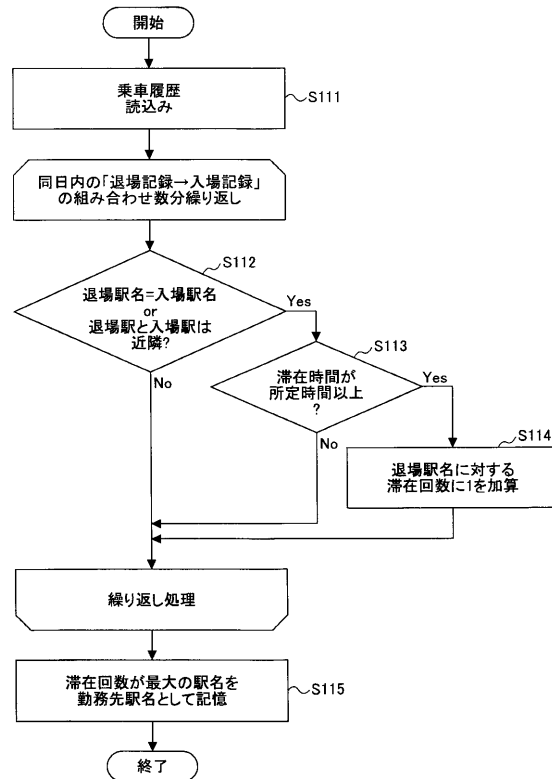 開始
乗車履歴
読込み
S111
同日内の「退場記録→入場記録」
の組み合わせ数分繰り返し
S112
退場駅名=入場駅名
or
退場駅と入場駅は
近隣?
Yes
No
S113
滞在時間が
所定時間以上
?
Yes
No
S114
退場駅名に対する
滞在回数に1を加算
繰り返し処理
滞在回数が最大の駅名を
勤務先駅名として記憶
S115
終了